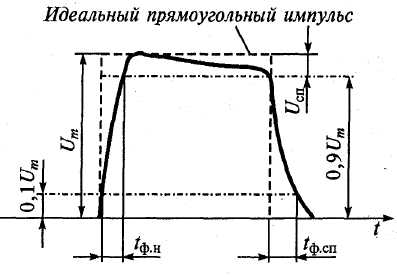 Идеальный прямоугольный импульс
U_m
0,1U_m
U_сп
0,9U_m
t_ф.н
t_ф.сп
t